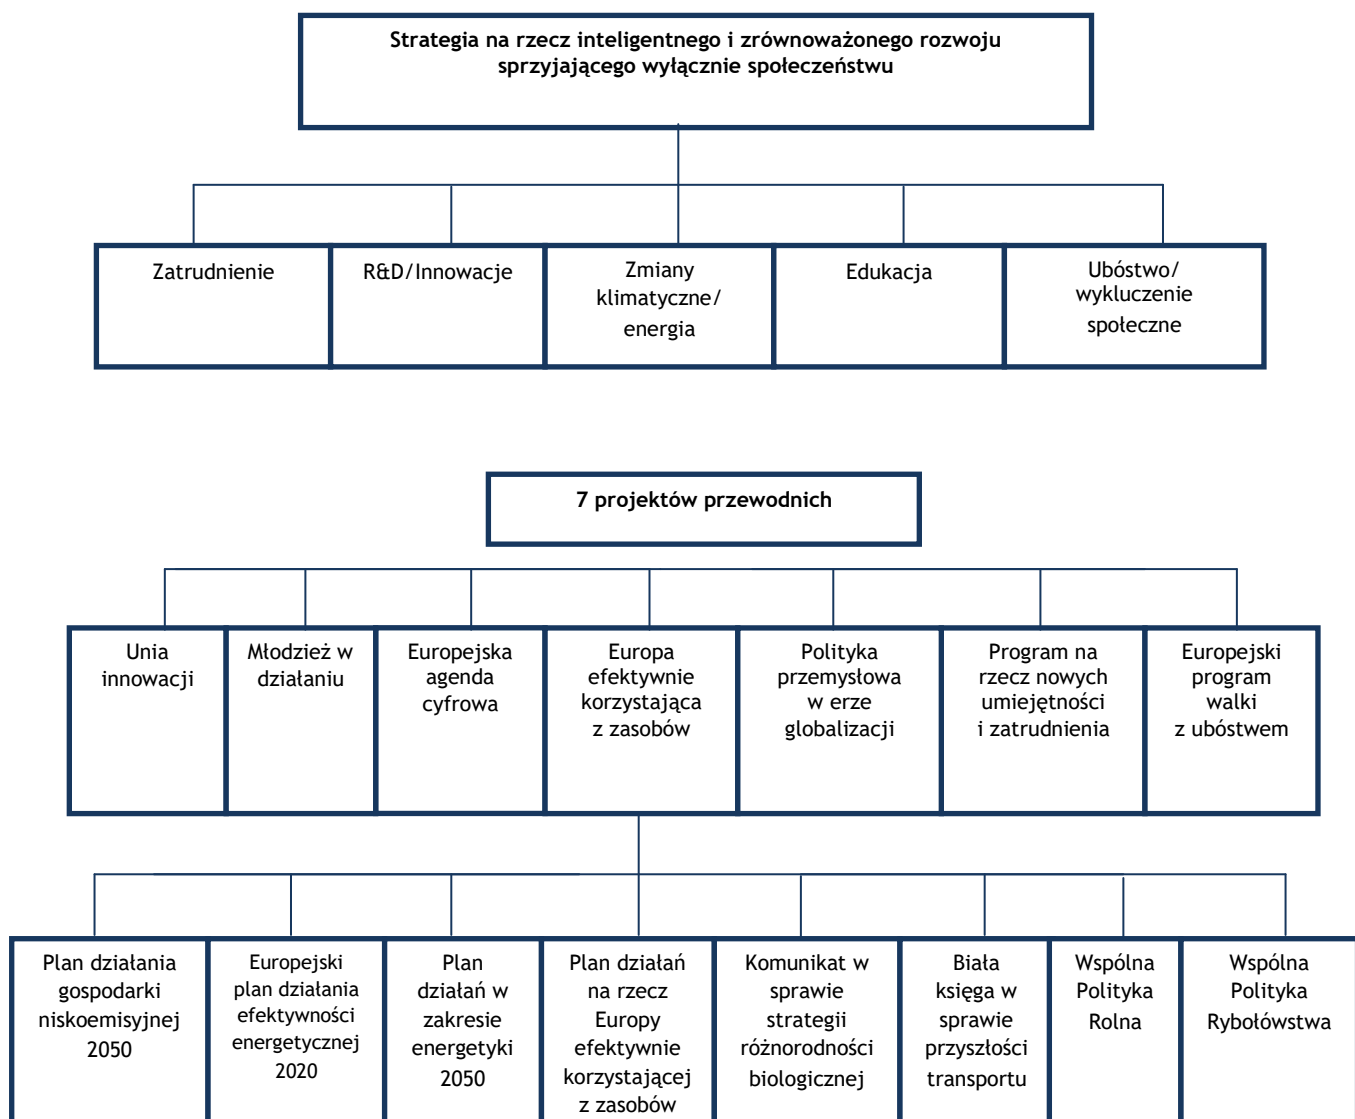 Strategia na rzecz inteligentnego i zrównoważonego rozwoju
sprzyjającego wyłącznie społeczeństwu
Zatrudnienie
R&D/Innowacje
Zmiany
klimatyczne/
energia
Edukacja
Ubóstwo/
wykluczenie
społeczne
7 projektów przewodnich
Unia
innowacji
Młodzież w
działaniu
Europejska
agenda
cyfrowa
Europa
efektywnie
korzystająca
z zasobów
Polityka
przemysłowa
w erze
globalizacji
Program na
rzecz nowych
umiejętności
i zatrudnienia
Europejski
program
walki
z ubóstwem
Plan działania
gospodarki
niskoemisyjnej
2050
Europejski
plan działania
efektywności
energetycznej
2020
Plan
działań w
zakresie
energetyki
2050
Plan działań
na rzecz
Europy
efektywnie
korzystającej
z zasobów
Komunikat w
sprawie
strategii
różnorodności
biologicznej
Biała
księga w
sprawie
przyszłości
transportu
Wspólna
Polityka
Rolna
Wspólna
Polityka
Rybołówstwa